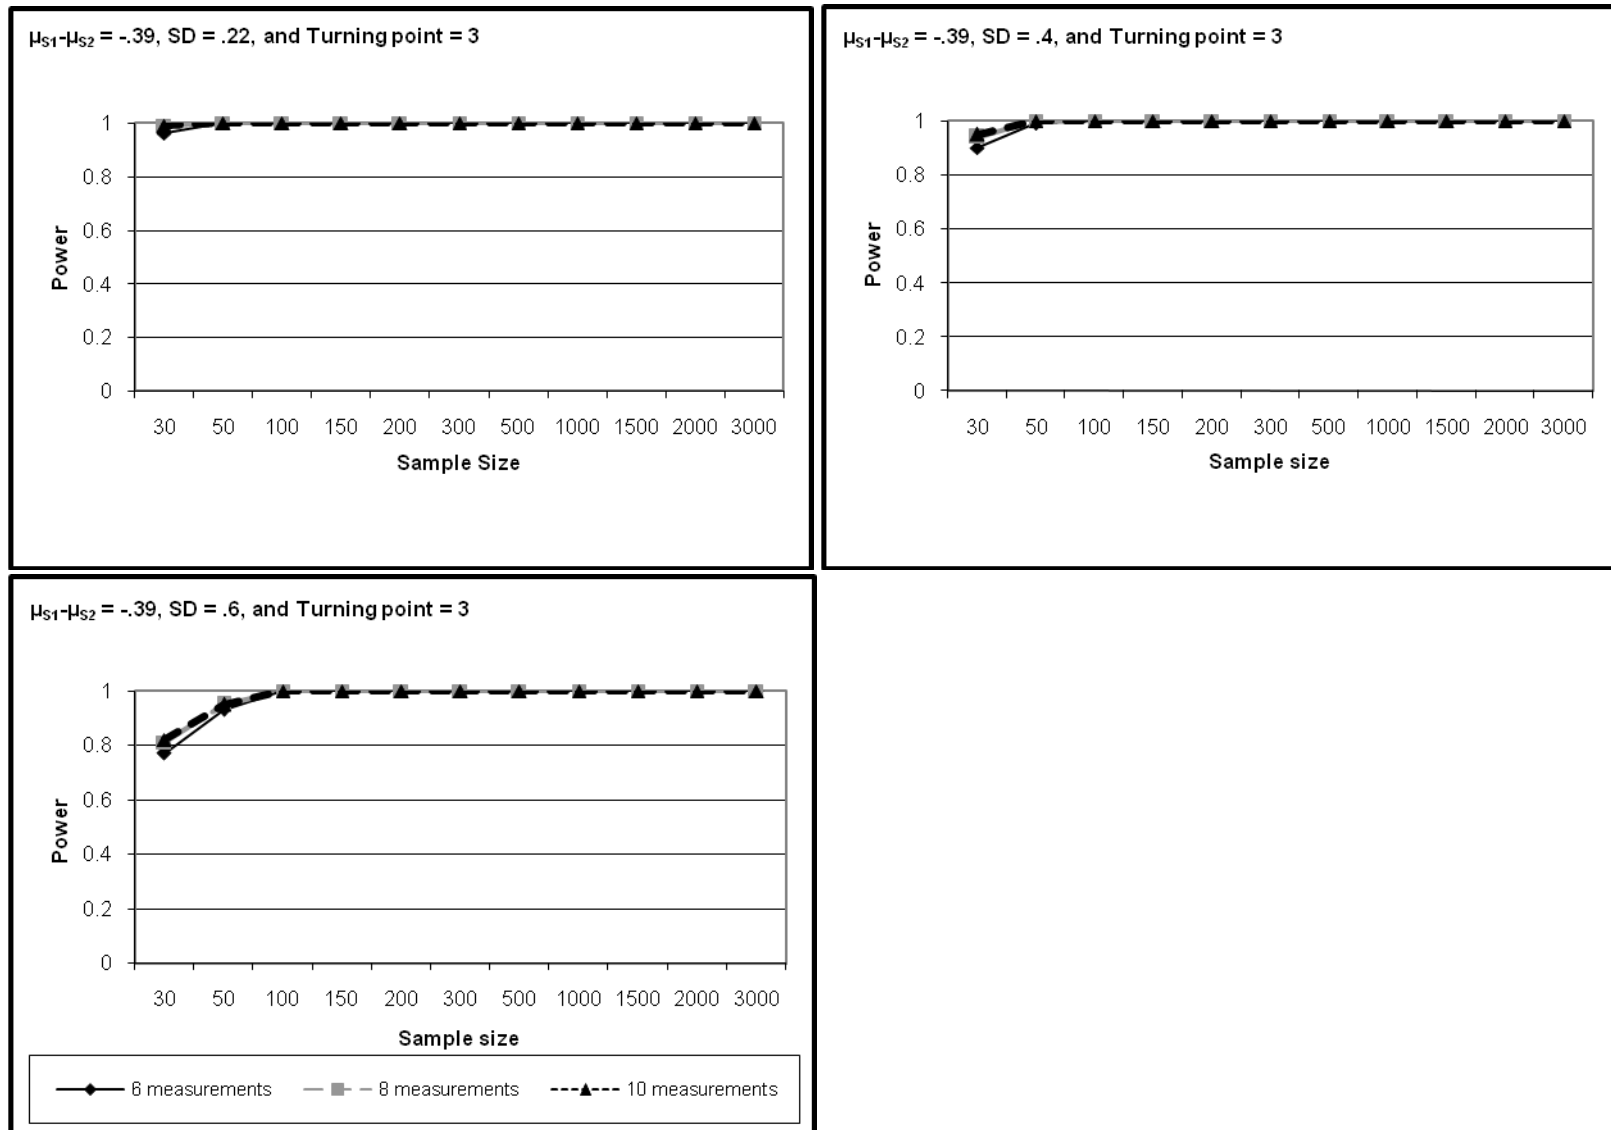 μS1-μS2 = -.39, SD = .22, and Turning point = 3
1
0.8
0.6
0.4
0.2
0
Power
30 50 100 150 200 300 500 1000 1500 2000 3000
Sample Size
μS1-μS2 = -.39, SD = .4, and Turning point = 3
1
0.8
0.6
0.4
0.2
0
Power
30 50 100 150 200 300 500 1000 1500 2000 3000
Sample size
μS1-μS2 = -.39, SD = .6, and Turning point = 3
1
0.8
0.6
0.4
0.2
0
Power
30 50 100 150 200 300 500 1000 1500 2000 3000
Sample size
6 measurements 8 measurements 10 measurements